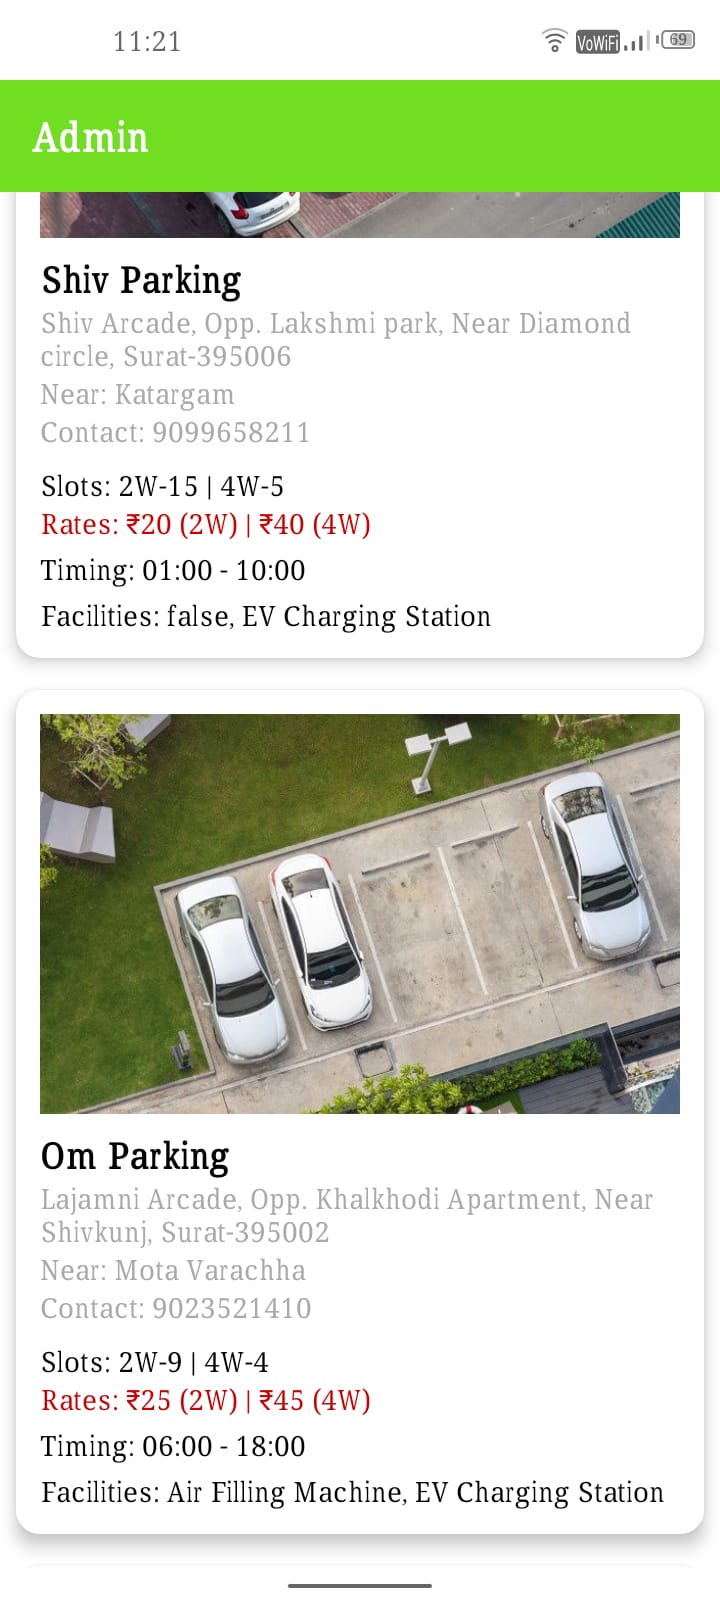 11:21
VoWiFi
69
Admin
Shiv Parking
Shiv Arcade, Opp. Lakshmi park, Near Diamond
circle, Surat-395006
Near: Katargam
Contact: 9099658211
Slots: 2W-15 | 4W-5
Rates: ₹20 (2W) | ₹40 (4W)
Timing: 01:00 - 10:00
Facilities: false, EV Charging Station
Om Parking
Lajamni Arcade, Opp. Khalkhodi Apartment, Near
Shivkunj, Surat-395002
Near: Mota Varachha
Contact: 9023521410
Slots: 2W-9 | 4W-4
Rates: ₹25 (2W) | ₹45 (4W)
Timing: 06:00 - 18:00
Facilities: Air Filling Machine, EV Charging Station